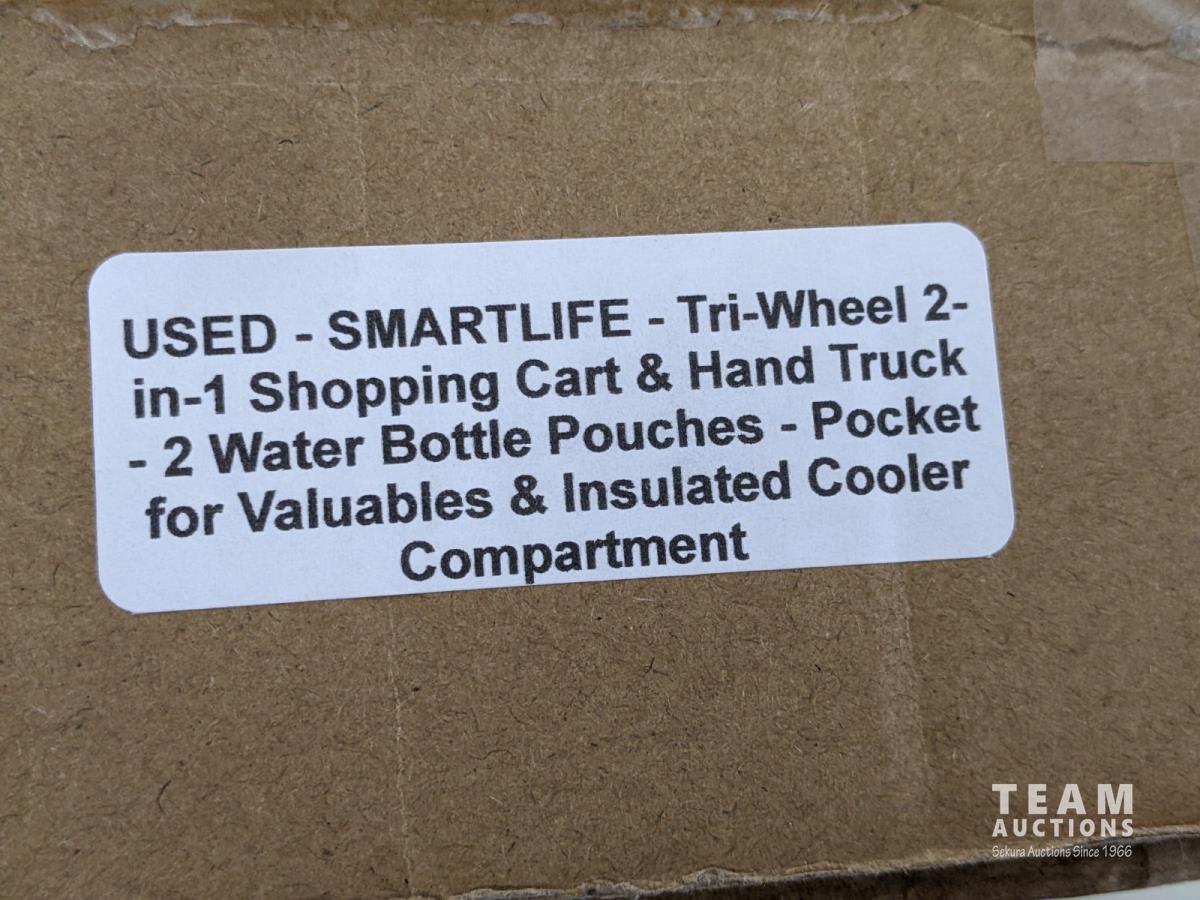 USED - SMARTLIFE - Tri-Wheel 2-
in-1 Shopping Cart & Hand Truck
- 2 Water Bottle Pouches - Pocket
for Valuables & Insulated Cooler
Compartment
TEAM
AUCTIONS
Sekura Auctions Since 1966